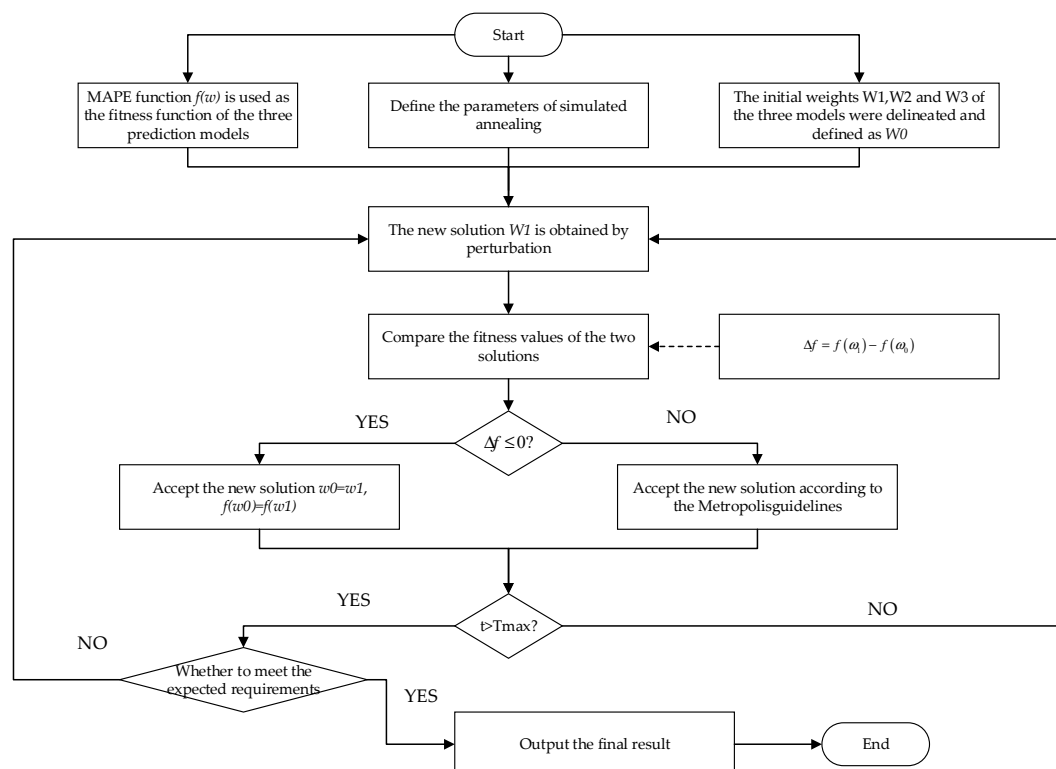 Start
MAPE function f(w) is used as
the fitness function of the three
prediction models
Define the parameters of simulated
annealing
The initial weights W1,W2 and W3 of
the three models were delineated and
defined as W0
The new solution W1 is obtained by
perturbation
Compare the fitness values of the two
solutions
Δf = f(ω₁) − f(ω₀)
YES
NO
Δf ≤0?
Accept the new solution w0=w1,
f(w0)=f(w1)
Accept the new solution according to
the Metropolisguidelines
YES
NO
t>Tmax?
NO
Whether to meet the
expected requirements
YES
Output the final result
End